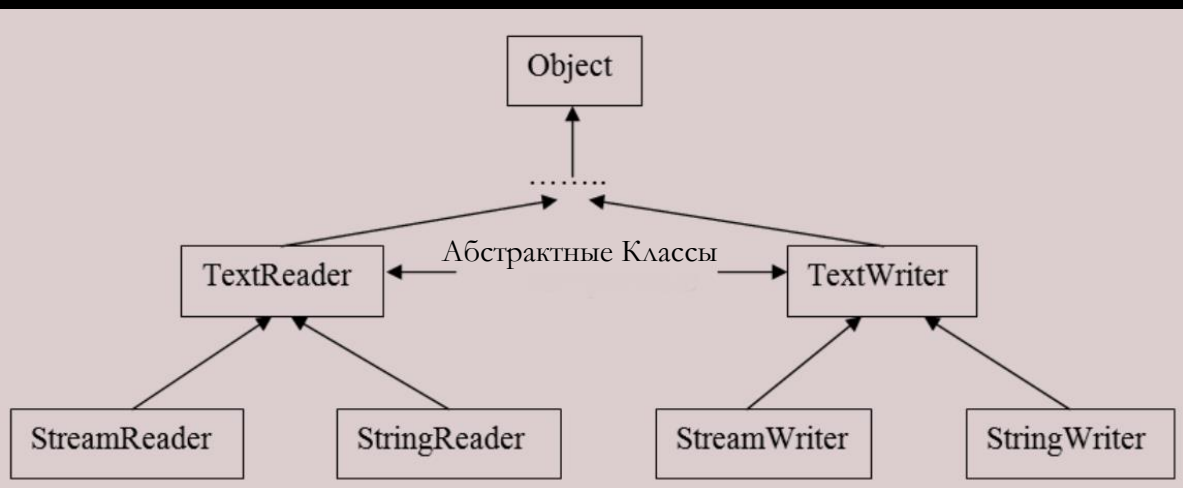 Object
........
Абстрактные Классы
TextReader
TextWriter
StreamReader
StringReader
StreamWriter
StringWriter